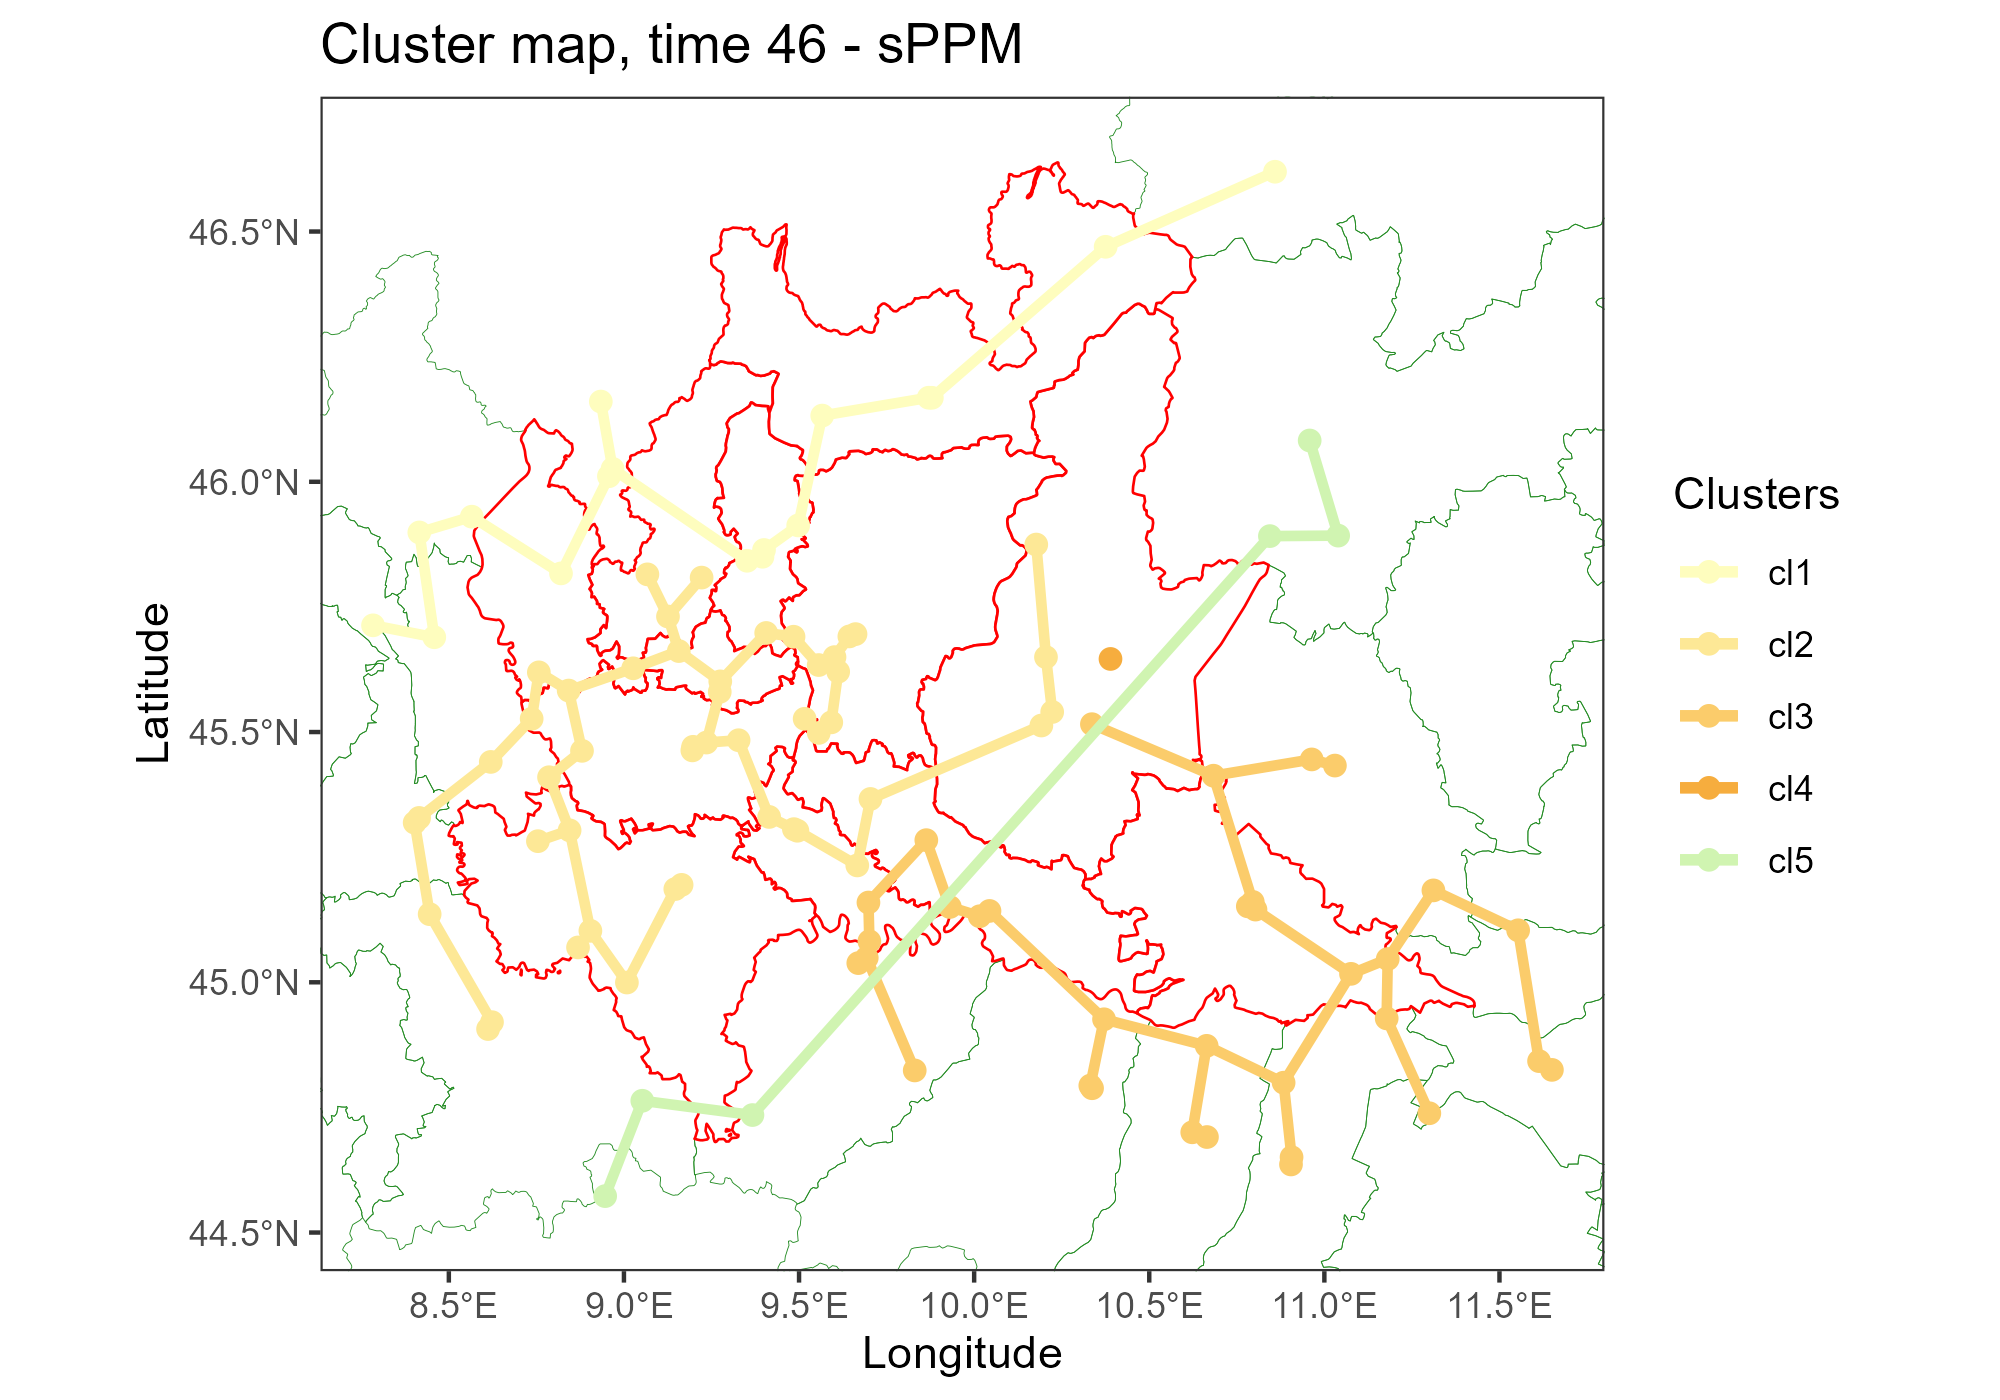 Cluster map, time 46 - sPPM
46.5°N
46.0°N
45.5°N
45.0°N
44.5°N
Latitude
8.5°E 9.0°E 9.5°E 10.0°E 10.5°E 11.0°E 11.5°E
Longitude
Clusters
cl1
cl2
cl3
cl4
cl5